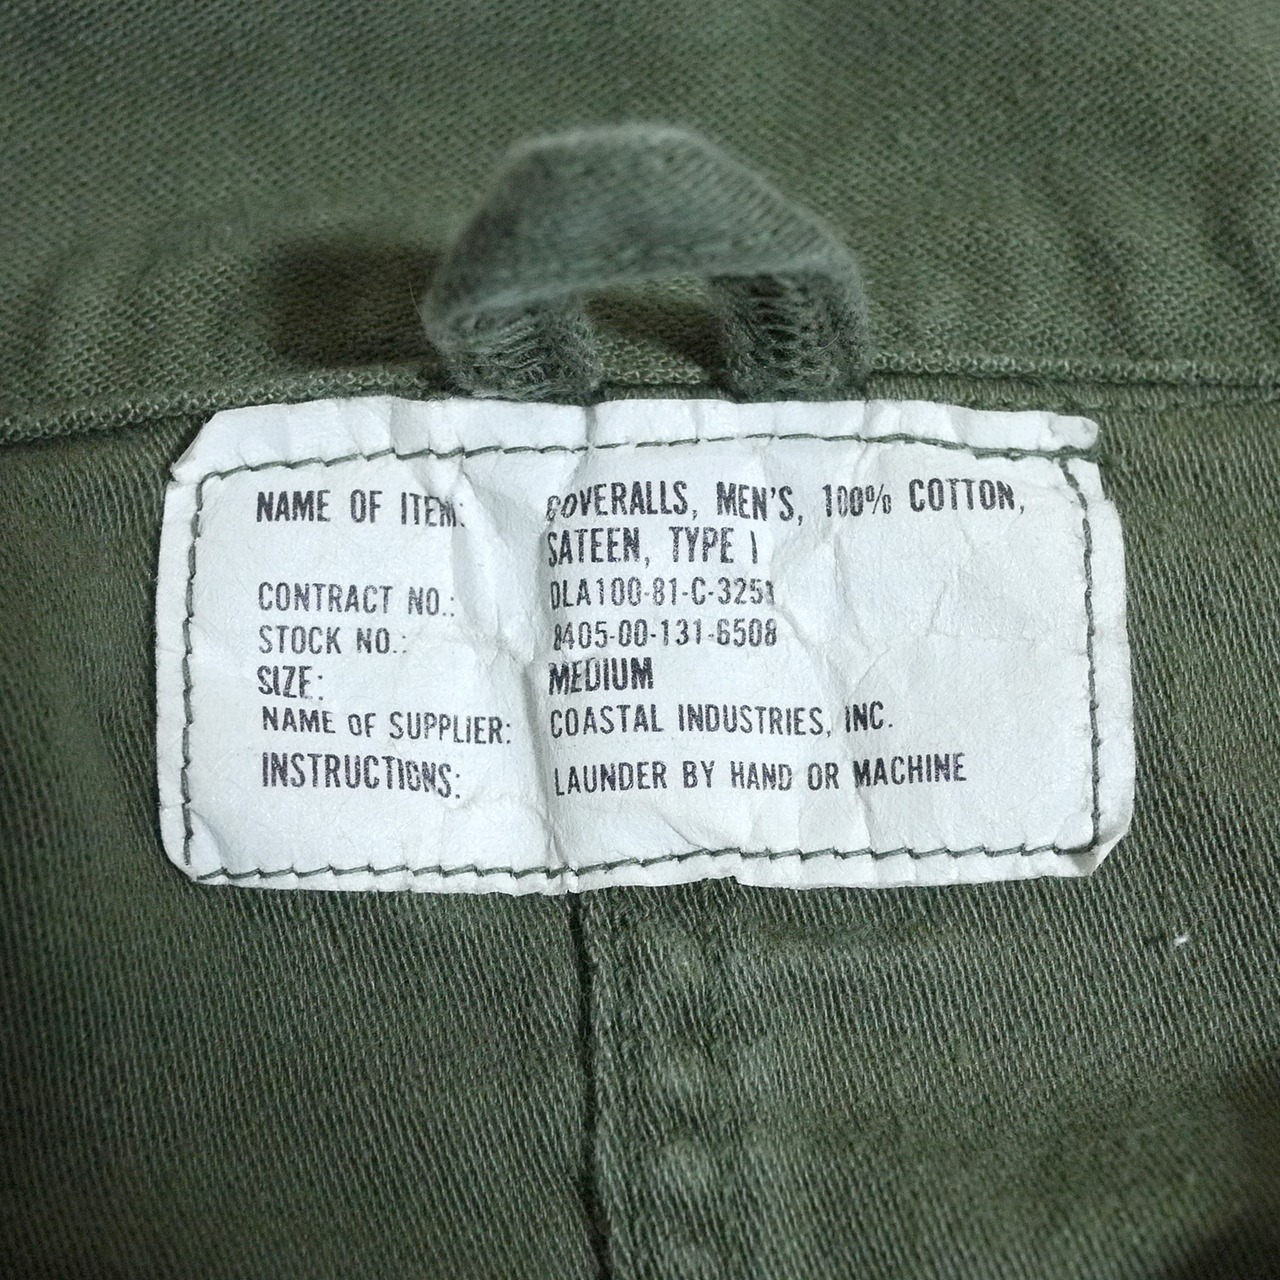 NAME OF ITEM: COVERALLS, MEN'S, 100% COTTON,
SATEEN, TYPE I
CONTRACT NO.: DLA100-81-C-3251
STOCK NO.: 8405-00-131-6508
SIZE: MEDIUM
NAME OF SUPPLIER: COASTAL INDUSTRIES, INC.
INSTRUCTIONS: LAUNDER BY HAND OR MACHINE